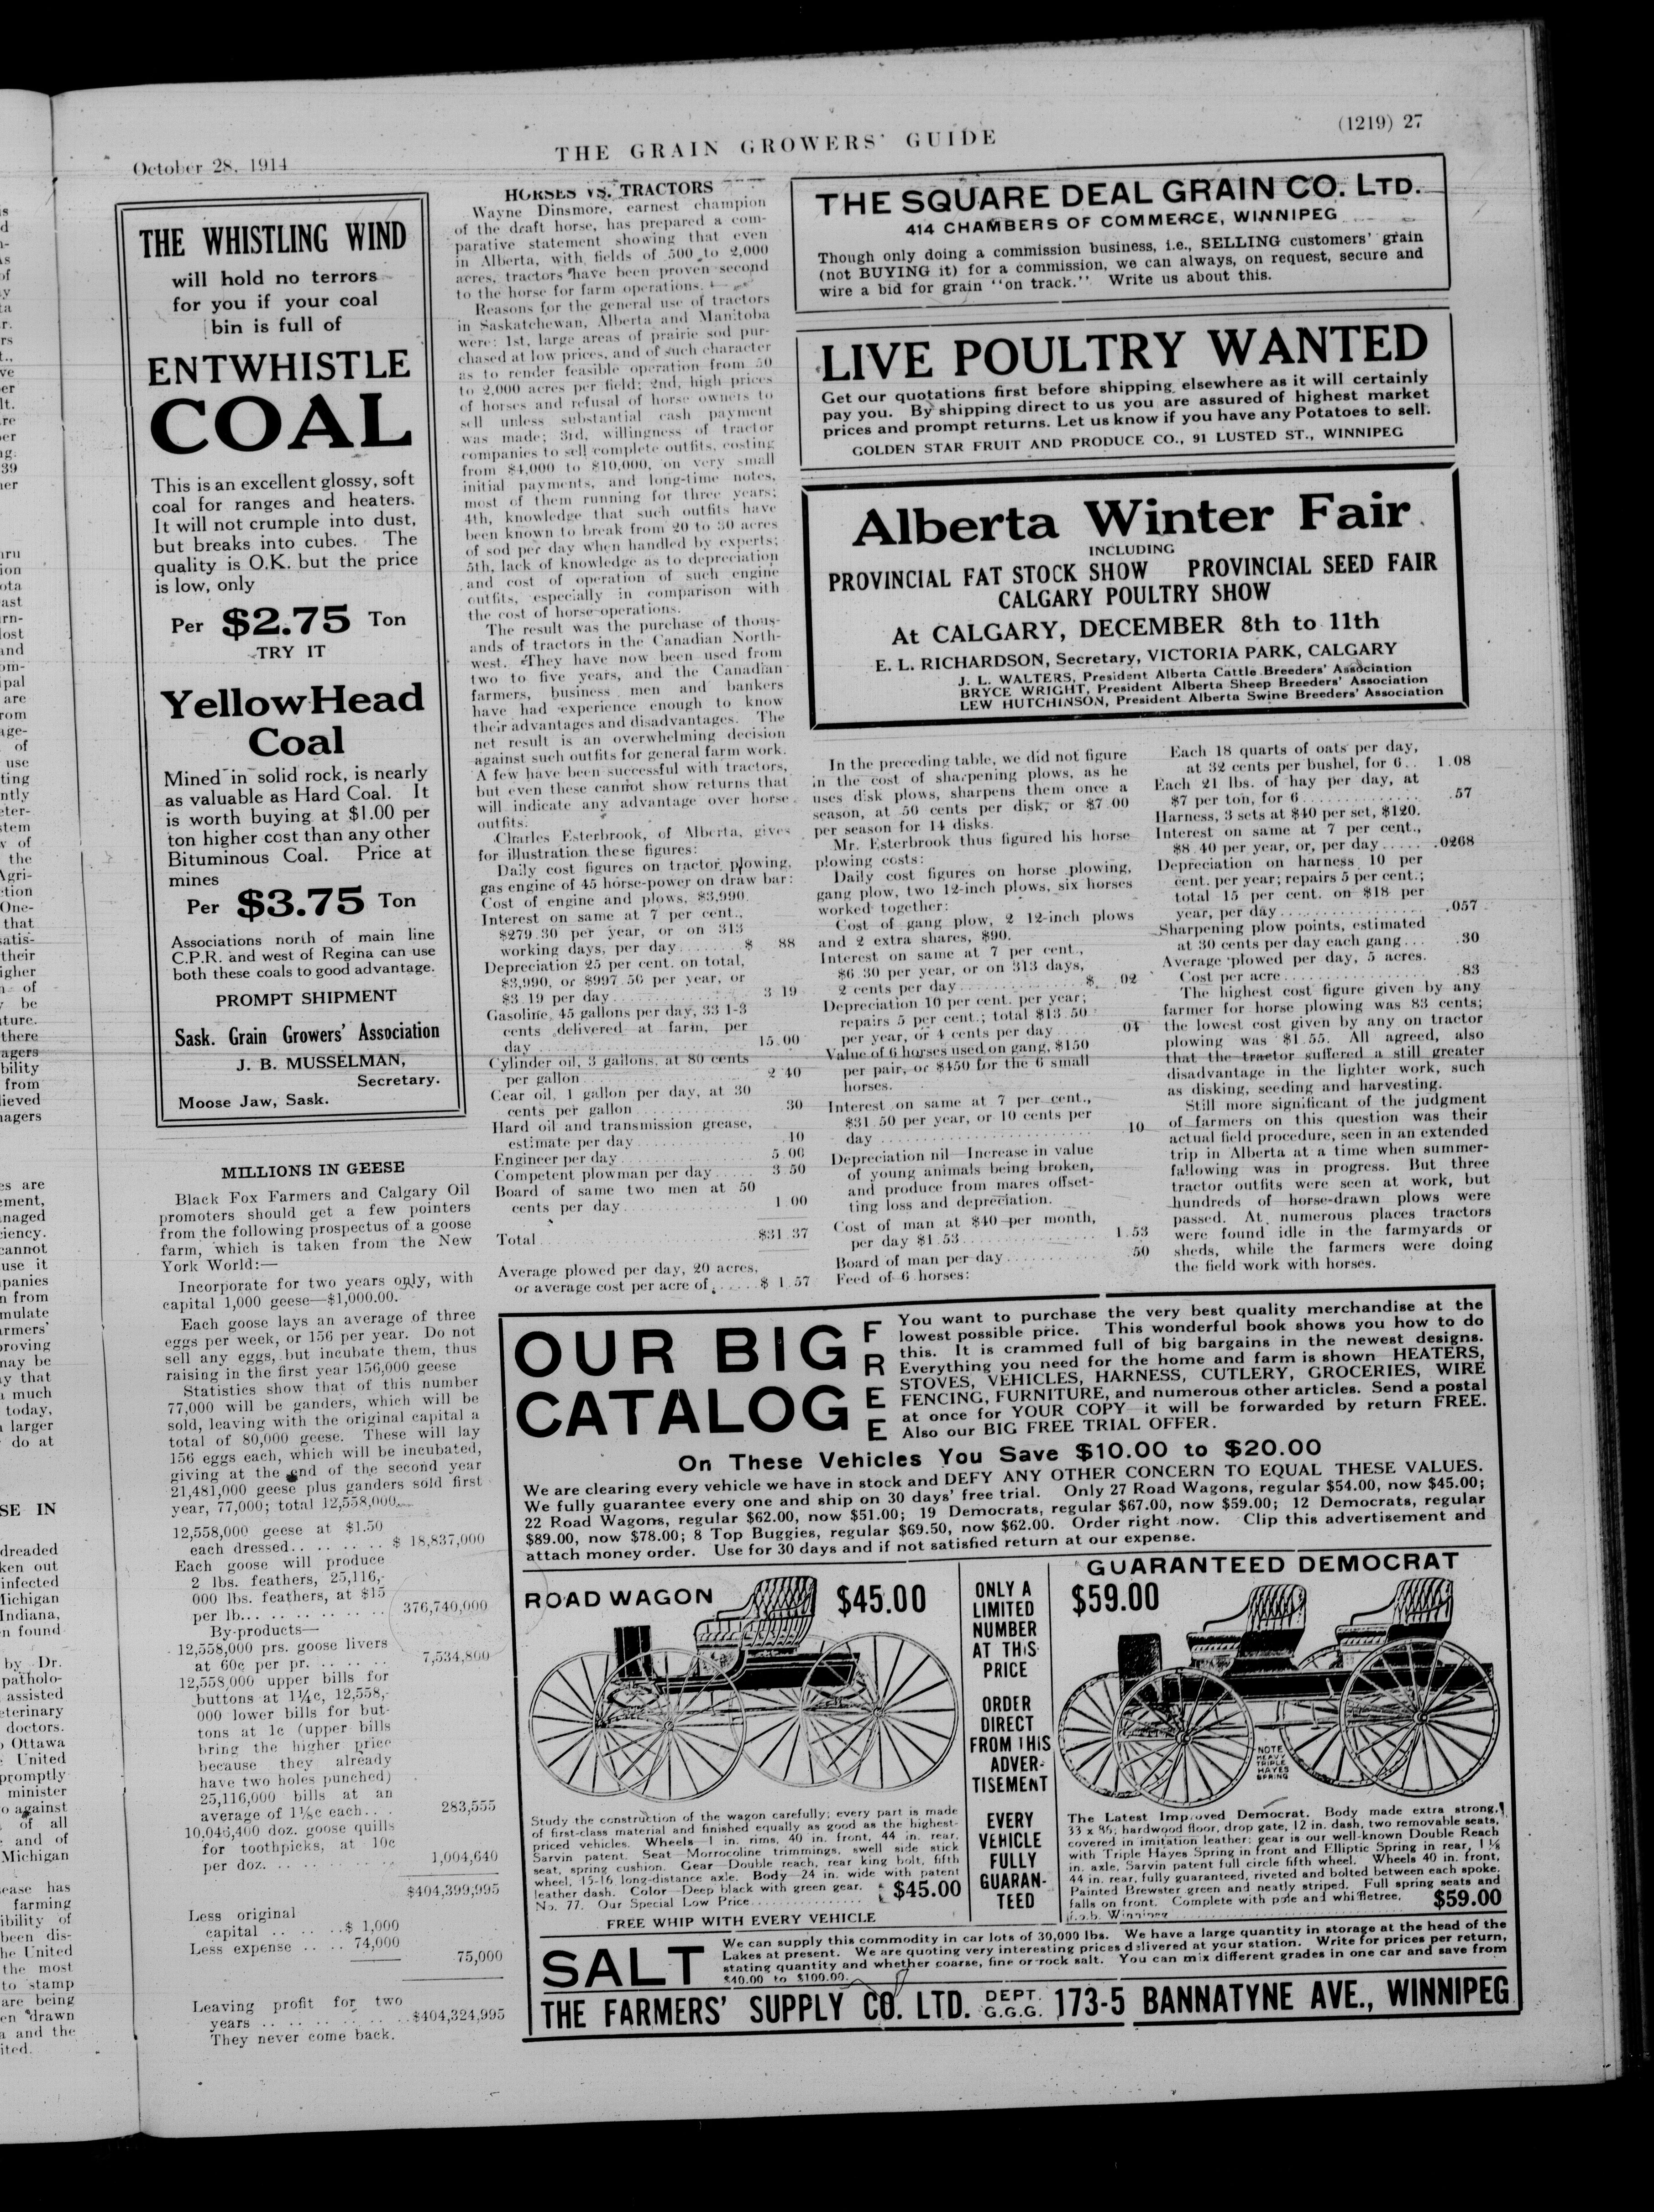 October 28, 1914
THE GRAIN GROWERS' GUIDE
(1219) 27
THE WHISTLING WIND
will hold no terrors
for you if your coal
bin is full of
ENTWHISTLE
COAL
This is an excellent glossy, soft
coal for ranges and heaters.
It will not crumple into dust,
but breaks into cubes. The
quality is O.K. but the price
is low, only
Per $2.75 Ton
TRY IT
YellowHead
Coal
Mined in solid rock, is nearly
as valuable as Hard Coal. It
is worth buying at $1.00 per
ton higher cost than any other
Bituminous Coal. Price at
mines
Per $3.75 Ton
Associations north of main line
C.P.R. and west of Regina can use
both these coals to good advantage.
PROMPT SHIPMENT
Sask. Grain Growers' Association
J. B. MUSSELMAN,
Secretary.
Moose Jaw, Sask.
MILLIONS IN GEESE
Black Fox Farmers and Calgary Oil
promoters should get a few pointers
from the following prospectus of a goose
farm, which is taken from the New
York World:—
Incorporate for two years only, with
capital 1,000 geese—$1,000.00.
Each goose lays an average of three
eggs per week, or 156 per year. Do not
sell any eggs, but incubate them, thus
raising in the first year 156,000 geese
Statistics show that of this number
77,000 will be ganders, which will be
sold, leaving with the original capital a
total of 80,000 geese. These will lay
156 eggs each, which will be incubated,
giving at the end of the second year
21,481,000 geese plus ganders sold first
year, 77,000; total 12,558,000.
12,558,000 geese at $1.50
each dressed.. .. .. .. .. $ 18,837,000
Each goose will produce
2 lbs. feathers, 25,116,-
000 lbs. feathers, at $15
per lb... .. .. .. .. .. .. 376,740,000
By-products—
12,558,000 prs. goose livers
at 60c per pr. .. .. .. .. 7,534,800
12,558,000 upper bills for
buttons at 1¼c, 12,558,-
000 lower bills for but-
tons at 1c (upper bills
bring the higher price
because they already
have two holes punched)
25,116,000 bills at an
average of 1⅛c each.. . 283,555
10,046,400 doz. goose quills
for toothpicks, at 10c
per doz. .. .. .. .. .. .. 1,004,640
$404,399,995
Less original
capital .. .. ..$ 1,000
Less expense .. .. 74,000
75,000
Leaving profit for two
years .. .. .. .. .. .. ..$404,324,995
They never come back.
HORSES VS. TRACTORS
Wayne Dinsmore, earnest champion
of the draft horse, has prepared a com-
parative statement showing that even
in Alberta, with fields of 500 to 2,000
acres, tractors have been proven second
to the horse for farm operations.
Reasons for the general use of tractors
in Saskatchewan, Alberta and Manitoba
were: 1st, large areas of prairie sod pur-
chased at low prices, and of such character
as to render feasible operation from 50
to 2,000 acres per field; 2nd, high prices
of horses and refusal of horse owners to
sell unless substantial cash payment
was made; 3rd, willingness of tractor
companies to sell complete outfits, costing
from $4,000 to $10,000, on very small
initial payments, and long-time notes,
most of them running for three years;
4th, knowledge that such outfits have
been known to break from 20 to 30 acres
of sod per day when handled by experts;
5th, lack of knowledge as to depreciation
and cost of operation of such engine
outfits, especially in comparison with
the cost of horse operations.
The result was the purchase of thous-
ands of tractors in the Canadian North-
west. They have now been used from
two to five years, and the Canadian
farmers, business men and bankers
have had experience enough to know
their advantages and disadvantages. The
net result is an overwhelming decision
against such outfits for general farm work.
A few have been successful with tractors,
but even these cannot show returns that
will indicate any advantage over horse
outfits.
Charles Esterbrook, of Alberta, gives
for illustration these figures:
Daily cost figures on tractor plowing,
gas engine of 45 horse-power on draw bar:
Cost of engine and plows, $3,990.
Interest on same at 7 per cent.,
$279.30 per year, or on 313
working days, per day....... $ 88
Depreciation 25 per cent. on total,
$3,990, or $997.56 per year, or
$3.19 per day............... 3 19
Gasoline, 45 gallons per day, 33 1-3
cents delivered at farm, per
day......................... 15.00
Cylinder oil, 3 gallons, at 80 cents
per gallon.................. 2 40
Gear oil, 1 gallon per day, at 30
cents per gallon............ 30
Hard oil and transmission grease,
estimate per day............ .10
Engineer per day............ 5.00
Competent plowman per day..... 3 50
Board of same two men at 50
cents per day............... 1 00
Total...................... $31.37
Average plowed per day, 20 acres,
or average cost per acre of......$ 1.57
THE SQUARE DEAL GRAIN CO. LTD.
414 CHAMBERS OF COMMERCE, WINNIPEG
Though only doing a commission business, i.e., SELLING customers' grain
(not BUYING it) for a commission, we can always, on request, secure and
wire a bid for grain "on track." Write us about this.
LIVE POULTRY WANTED
Get our quotations first before shipping elsewhere as it will certainly
pay you. By shipping direct to us you are assured of highest market
prices and prompt returns. Let us know if you have any Potatoes to sell.
GOLDEN STAR FRUIT AND PRODUCE CO., 91 LUSTED ST., WINNIPEG
Alberta Winter Fair
INCLUDING
PROVINCIAL FAT STOCK SHOW PROVINCIAL SEED FAIR
CALGARY POULTRY SHOW
At CALGARY, DECEMBER 8th to 11th
E. L. RICHARDSON, Secretary, VICTORIA PARK, CALGARY
J. L. WALTERS, President Alberta Cattle Breeders' Association
BRYCE WRIGHT, President Alberta Sheep Breeders' Association
LEW HUTCHINSON, President Alberta Swine Breeders' Association
In the preceding table, we did not figure
in the cost of sharpening plows, as he
uses disk plows, sharpens them once a
season, at 50 cents per disk, or $7.00
per season for 14 disks.
Mr. Esterbrook thus figured his horse
plowing costs:
Daily cost figures on horse plowing,
gang plow, two 12-inch plows, six horses
worked together:
Cost of gang plow, 2 12-inch plows
and 2 extra shares, $90.
Interest on same at 7 per cent.,
$6.30 per year, or on 313 days,
2 cents per day.............. $ .02
Depreciation 10 per cent. per year;
repairs 5 per cent.; total $13.50
per year, or 4 cents per day.... 04
Value of 6 horses used on gang, $150
per pair, or $450 for the 6 small
horses.
Interest on same at 7 per cent.,
$31.50 per year, or 10 cents per
day ........................ .10
Depreciation nil—Increase in value
of young animals being broken,
and produce from mares offset-
ting loss and depreciation.
Cost of man at $40 per month,
per day $1.53............... 1.53
Board of man per day......... .50
Feed of 6 horses:
Each 18 quarts of oats per day,
at 32 cents per bushel, for 6.. 1.08
Each 21 lbs. of hay per day, at
$7 per ton, for 6............. .57
Harness, 3 sets at $40 per set, $120.
Interest on same at 7 per cent.,
$8.40 per year, or, per day..... .0268
Depreciation on harness 10 per
cent. per year; repairs 5 per cent.;
total 15 per cent. on $18 per
year, per day................ .057
Sharpening plow points, estimated
at 30 cents per day each gang... .30
Average plowed per day, 5 acres.
Cost per acre................ .83
The highest cost figure given by any
farmer for horse plowing was 83 cents;
the lowest cost given by any on tractor
plowing was $1.55. All agreed, also
that the tractor suffered a still greater
disadvantage in the lighter work, such
as disking, seeding and harvesting.
Still more significant of the judgment
of farmers on this question was their
actual field procedure, seen in an extended
trip in Alberta at a time when summer-
fallowing was in progress. But three
tractor outfits were seen at work, but
hundreds of horse-drawn plows were
passed. At numerous places tractors
were found idle in the farmyards or
sheds, while the farmers were doing
the field work with horses.
OUR BIG
CATALOG
FREE
You want to purchase the very best quality merchandise at the
lowest possible price. This wonderful book shows you how to do
this. It is crammed full of big bargains in the newest designs.
Everything you need for the home and farm is shown HEATERS,
STOVES, VEHICLES, HARNESS, CUTLERY, GROCERIES, WIRE
FENCING, FURNITURE, and numerous other articles. Send a postal
at once for YOUR COPY—it will be forwarded by return FREE.
Also our BIG FREE TRIAL OFFER.
On These Vehicles You Save $10.00 to $20.00
We are clearing every vehicle we have in stock and DEFY ANY OTHER CONCERN TO EQUAL THESE VALUES.
We fully guarantee every one and ship on 30 days' free trial. Only 27 Road Wagons, regular $54.00, now $45.00;
22 Road Wagons, regular $62.00, now $51.00; 19 Democrats, regular $67.00, now $59.00; 12 Democrats, regular
$89.00, now $78.00; 8 Top Buggies, regular $69.50, now $62.00. Order right now. Clip this advertisement and
attach money order. Use for 30 days and if not satisfied return at our expense.
ROAD WAGON
$45.00
ONLY A
LIMITED
NUMBER
AT THIS
PRICE
ORDER
DIRECT
FROM THIS
ADVER-
TISEMENT
EVERY
VEHICLE
FULLY
GUARAN-
TEED
GUARANTEED DEMOCRAT
$59.00
NOTE
HEAVY
TRIPLE
HAYES
SPRING
Study the construction of the wagon carefully; every part is made
of first-class material and finished equally as good as the highest-
priced vehicles. Wheels—1 in. rims, 40 in. front, 44 in. rear,
Sarvin patent. Seat—Morrocoline trimmings, swell side stick
seat, spring cushion. Gear—Double reach, rear king bolt, fifth
wheel, 15-16 long-distance axle. Body—24 in. wide with patent
leather dash. Color—Deep black with green gear.
No. 77. Our Special Low Price.............. $45.00
FREE WHIP WITH EVERY VEHICLE
The Latest Improved Democrat. Body made extra strong,
33 x 86; hardwood floor, drop gate, 12 in. dash, two removable seats,
covered in imitation leather; gear is our well-known Double Reach
with Triple Hayes Spring in front and Elliptic Spring in rear, 1⅛
in. axle, Sarvin patent full circle fifth wheel. Wheels 40 in. front,
44 in. rear, fully guaranteed, riveted and bolted between each spoke.
Painted Brewster green and neatly striped. Full spring seats and
falls on front. Complete with pole and whiffletree.
f.o.b. Winnipeg .............. $59.00
SALT
We can supply this commodity in car lots of 30,000 lbs. We have a large quantity in storage at the head of the
Lakes at present. We are quoting very interesting prices delivered at your station. Write for prices per return,
stating quantity and whether coarse, fine or rock salt. You can mix different grades in one car and save from
$40.00 to $100.00.
THE FARMERS' SUPPLY CO. LTD. DEPT. G.G.G. 173-5 BANNATYNE AVE., WINNIPEG